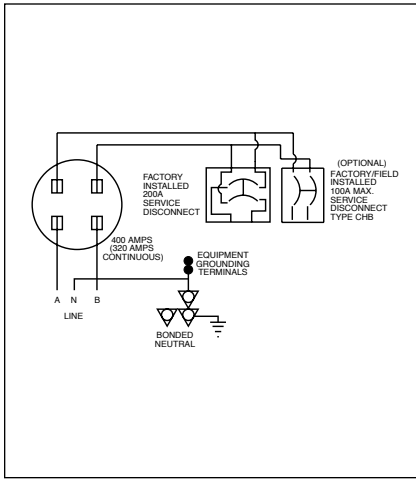 (OPTIONAL)
FACTORY/FIELD
INSTALLED
100A MAX.
SERVICE
DISCONNECT
TYPE CHB
FACTORY
INSTALLED
200A
SERVICE
DISCONNECT
400 AMPS
(320 AMPS
CONTINUOUS)
EQUIPMENT
GROUNDING
TERMINALS
A N B
LINE
BONDED
NEUTRAL